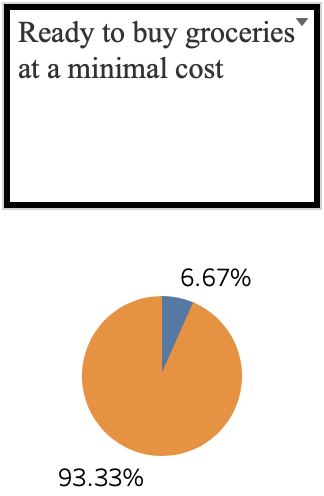 Ready to buy groceries
at a minimal cost
6.67%
93.33%